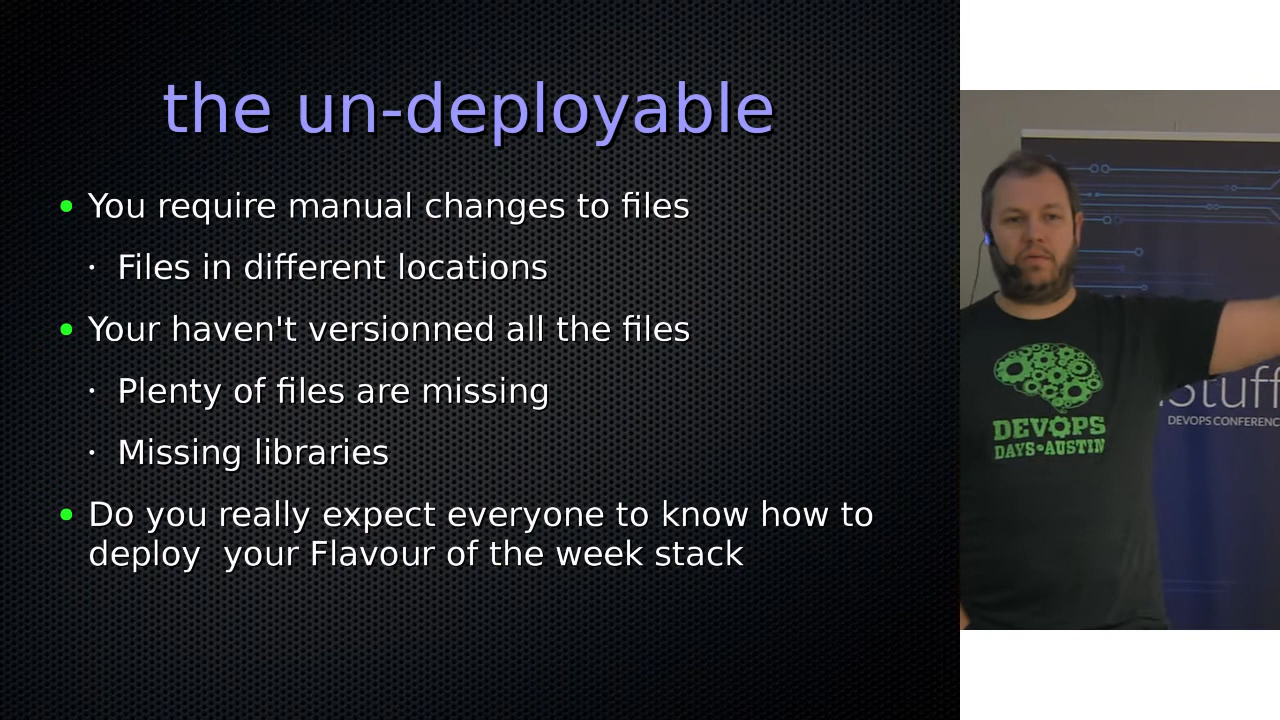 the un-deployable
You require manual changes to files
Files in different locations
Your haven't versionned all the files
Plenty of files are missing
Missing libraries
Do you really expect everyone to know how to
deploy  your Flavour of the week stack
DEVOPS
DAYS AUSTIN
Stuff
DEVOPS CONFERENC